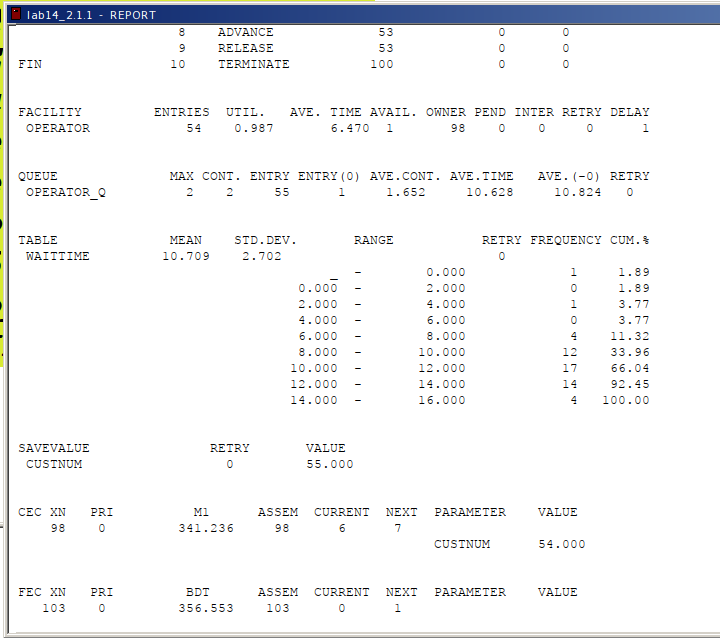 lab14_2.1.1 - REPORT
8 ADVANCE 53 0 0
9 RELEASE 53 0 0
FIN 10 TERMINATE 100 0 0
FACILITY ENTRIES UTIL. AVE. TIME AVAIL. OWNER PEND INTER RETRY DELAY
OPERATOR 54 0.987 6.470 1 98 0 0 0 1
QUEUE MAX CONT. ENTRY ENTRY(0) AVE.CONT. AVE.TIME AVE.(-0) RETRY
OPERATOR_Q 2 2 55 1 1.652 10.628 10.824 0
TABLE MEAN STD.DEV. RANGE RETRY FREQUENCY CUM.%
WAITTIME 10.709 2.702 0
_ - 0.000 1 1.89
0.000 - 2.000 0 1.89
2.000 - 4.000 1 3.77
4.000 - 6.000 0 3.77
6.000 - 8.000 4 11.32
8.000 - 10.000 12 33.96
10.000 - 12.000 17 66.04
12.000 - 14.000 14 92.45
14.000 - 16.000 4 100.00
SAVEVALUE RETRY VALUE
CUSTNUM 0 55.000
CEC XN PRI M1 ASSEM CURRENT NEXT PARAMETER VALUE
98 0 341.236 98 6 7
CUSTNUM 54.000
FEC XN PRI BDT ASSEM CURRENT NEXT PARAMETER VALUE
103 0 356.553 103 0 1